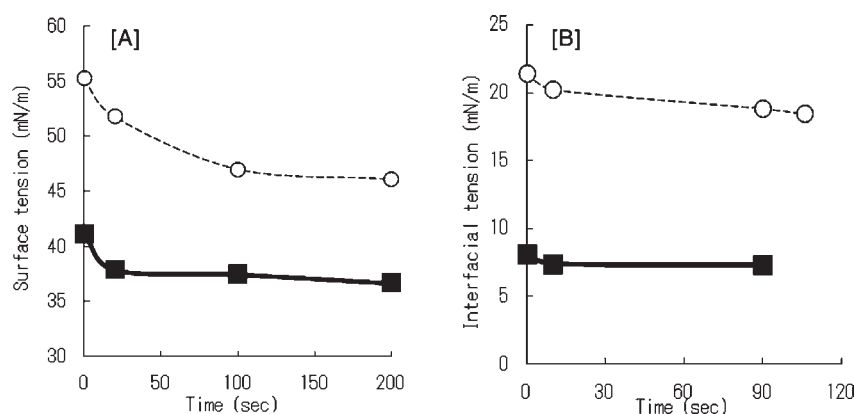 [A]
Surface tension (mN/m)
60
55
50
45
40
35
30
0 50 100 150 200
Time (sec)
[B]
Interfacial tension (mN/m)
25
20
15
10
5
0
0 30 60 90 120
Time (sec)